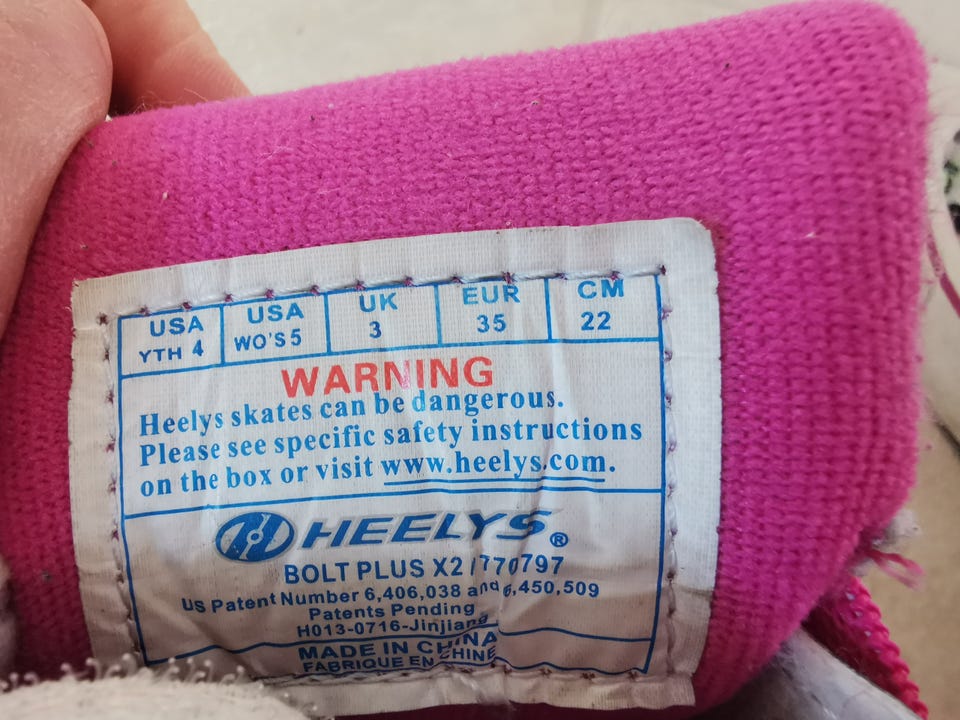 USA USA UK EUR CM
YTH 4 WO'S 5 3 35 22
WARNING
Heelys skates can be dangerous.
Please see specific safety instructions
on the box or visit www.heelys.com.
HEELYS®
BOLT PLUS X2 / 770797
US Patent Number 6,406,038 and 6,450,509
Patents Pending
H013-0716-Jinjiang
MADE IN CHINA
FABRIQUE EN CHINE